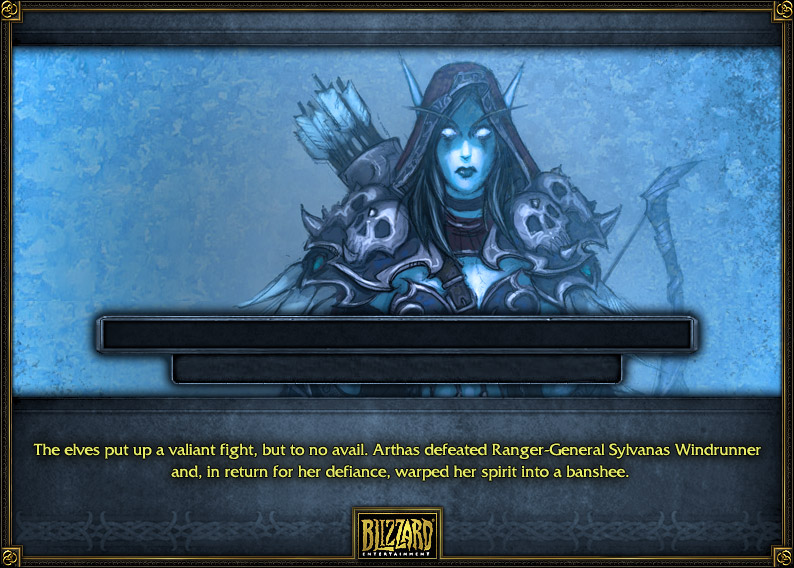 The elves put up a valiant fight, but to no avail. Arthas defeated Ranger-General Sylvanas Windrunner
and, in return for her defiance, warped her spirit into a banshee.
BLIZZARD
ENTERTAINMENT